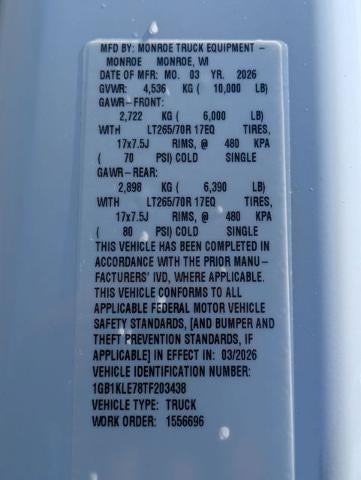 MFD BY: MONROE TRUCK EQUIPMENT -
MONROE MONROE, WI
DATE OF MFR: MO. 03 YR. 2026
GVWR: 4,536 KG ( 10,000 LB)
GAWR-FRONT:
2,722 KG ( 6,000 LB)
WITH LT265/70R 17EQ TIRES,
17x7.5J RIMS, @ 480 KPA
( 70 PSI) COLD SINGLE
GAWR-REAR:
2,898 KG ( 6,390 LB)
WITH LT265/70R 17EQ TIRES,
17x7.5J RIMS, @ 480 KPA
( 80 PSI) COLD SINGLE
THIS VEHICLE HAS BEEN COMPLETED IN
ACCORDANCE WITH THE PRIOR MANU-
FACTURERS' IVD, WHERE APPLICABLE.
THIS VEHICLE CONFORMS TO ALL
APPLICABLE FEDERAL MOTOR VEHICLE
SAFETY STANDARDS, [AND BUMPER AND
THEFT PREVENTION STANDARDS, IF
APPLICABLE] IN EFFECT IN: 03/2026
VEHICLE IDENTIFICATION NUMBER:
1GB1KLE78TF203438
VEHICLE TYPE: TRUCK
WORK ORDER: 1556696